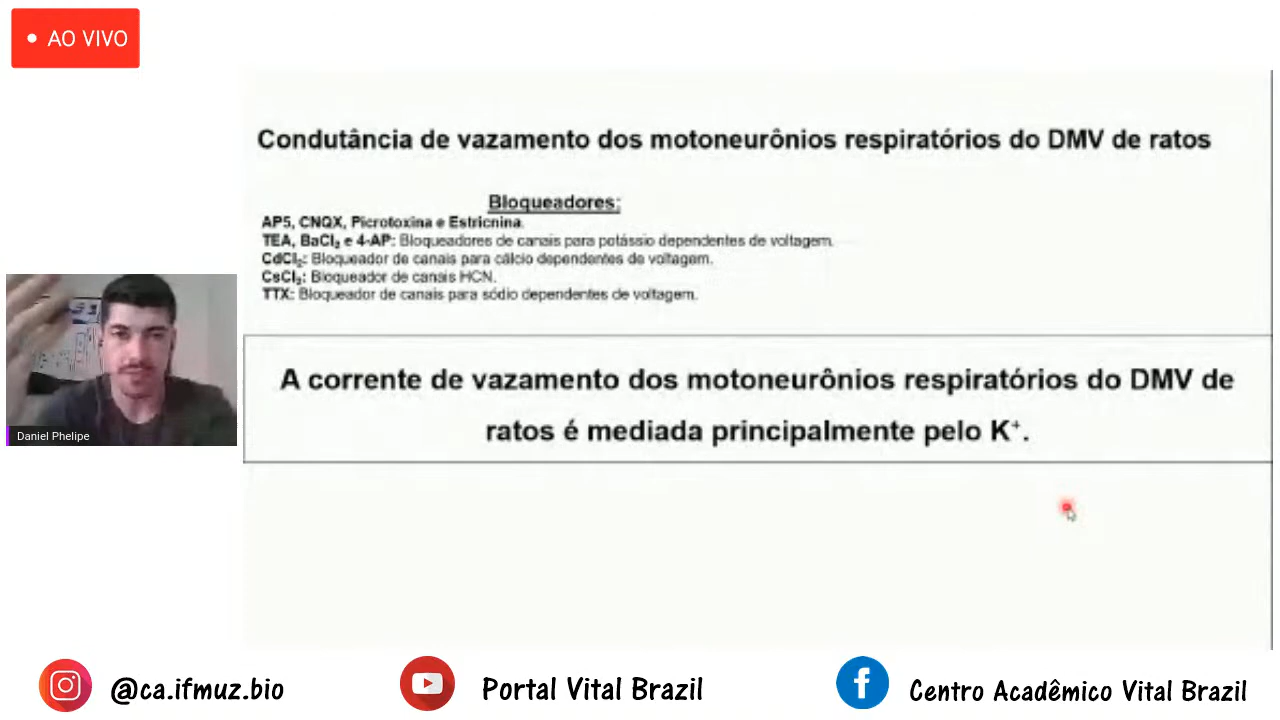 AO VIVO
Condutância de vazamento dos motoneurônios respiratórios do DMV de ratos
Bloqueadores:
AP5, CNQX, Picrotoxina e Estricnina.
TEA, BaCl₂ e 4-AP: Bloqueadores de canais para potássio dependentes de voltagem.
CdCl₂: Bloqueador de canais para cálcio dependentes de voltagem.
CsCl₂: Bloqueador de canais HCN.
TTX: Bloqueador de canais para sódio dependentes de voltagem.
A corrente de vazamento dos motoneurônios respiratórios do DMV de
ratos é mediada principalmente pelo K⁺.
Daniel Phelipe
@ca.ifmuz.bio
Portal Vital Brazil
Centro Acadêmico Vital Brazil